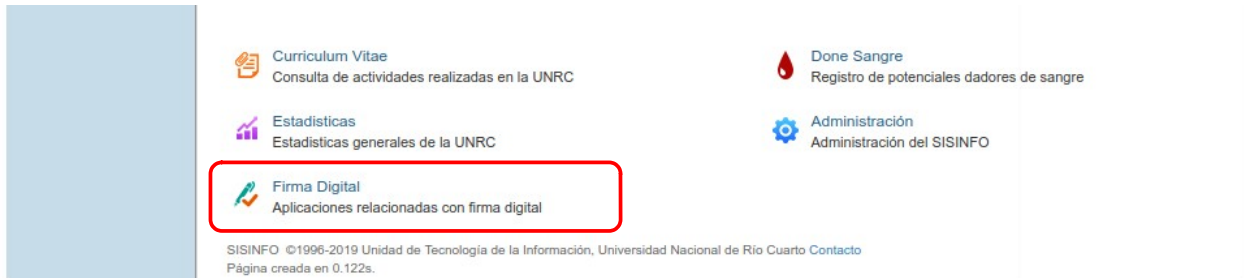 Curriculum Vitae
Consulta de actividades realizadas en la UNRC
Done Sangre
Registro de potenciales dadores de sangre
Estadisticas
Estadisticas generales de la UNRC
Administración
Administración del SISINFO
Firma Digital
Aplicaciones relacionadas con firma digital
SISINFO ©1996-2019 Unidad de Tecnología de la Información, Universidad Nacional de Río Cuarto Contacto
Página creada en 0.122s.